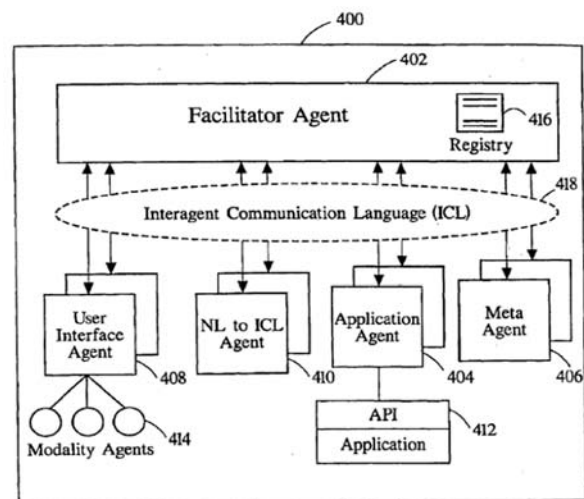 400
402
Facilitator Agent
416
Registry
418
Interagent Communication Language (ICL)
User
Interface
Agent
408
NL to ICL
Agent
410
Application
Agent
404
Meta
Agent
406
414
Modality Agents
API
Application
412